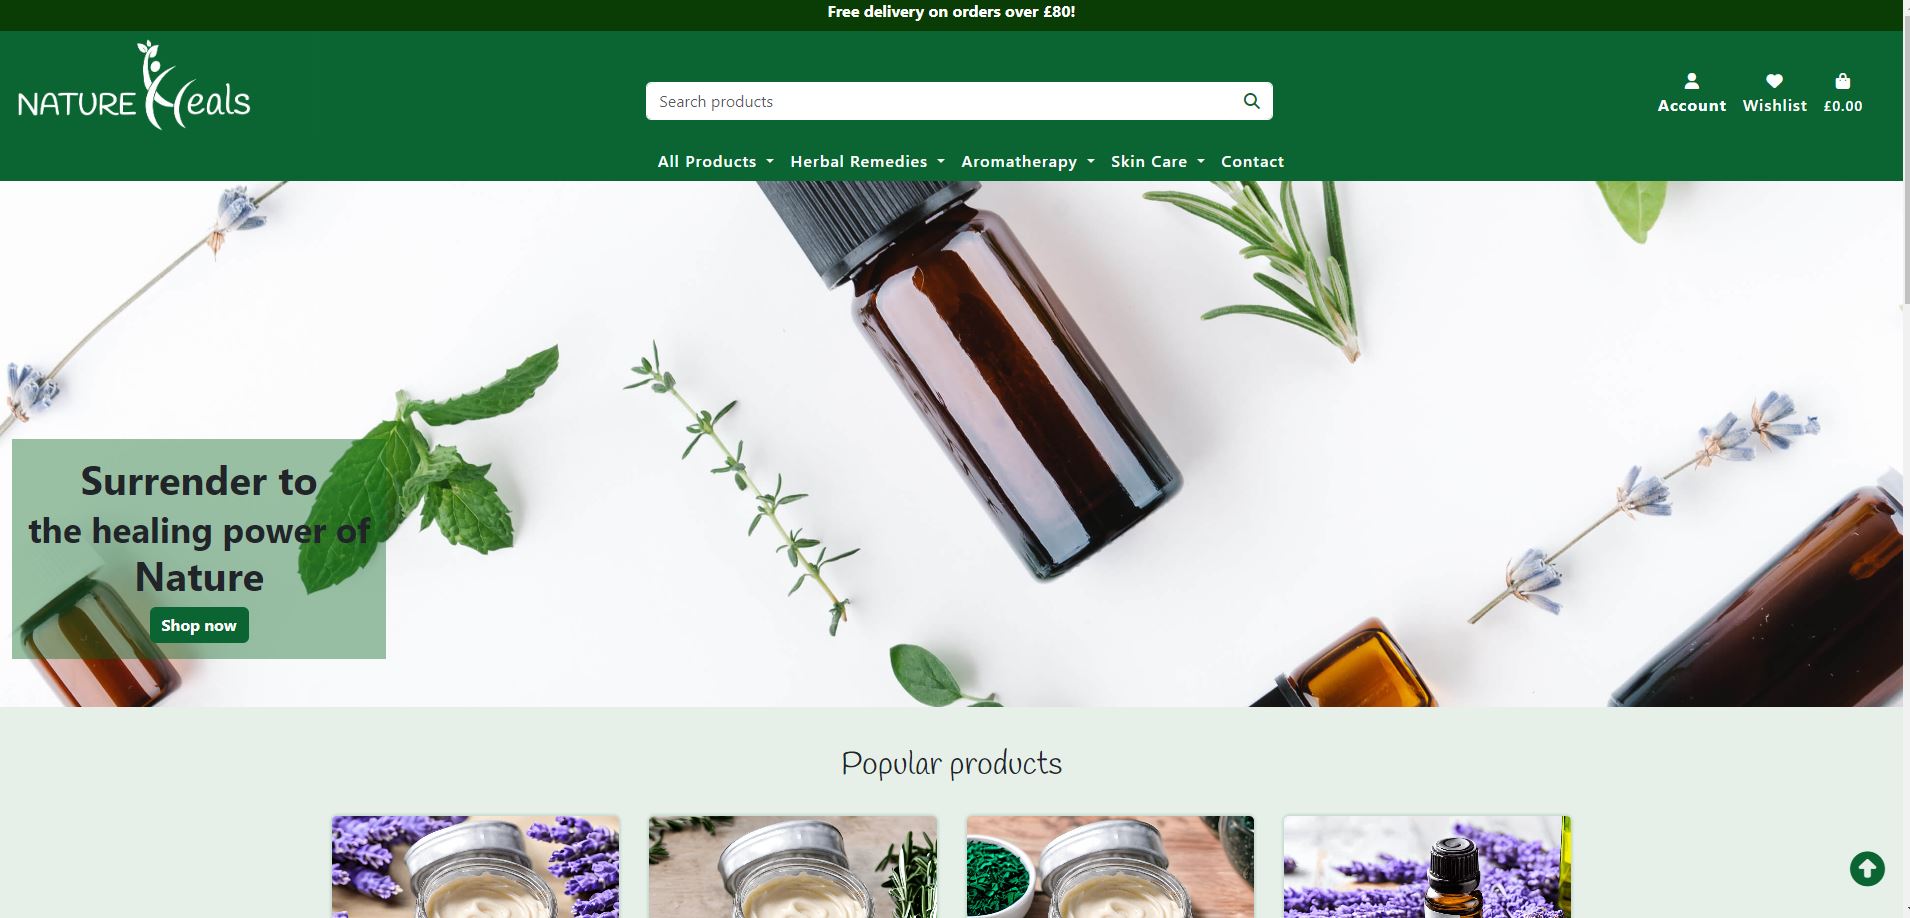 Free delivery on orders over £80!
NATURE Heals
Search products
Account
Wishlist
£0.00
All Products
Herbal Remedies
Aromatherapy
Skin Care
Contact
Surrender to
the healing power of
Nature
Shop now
Popular products